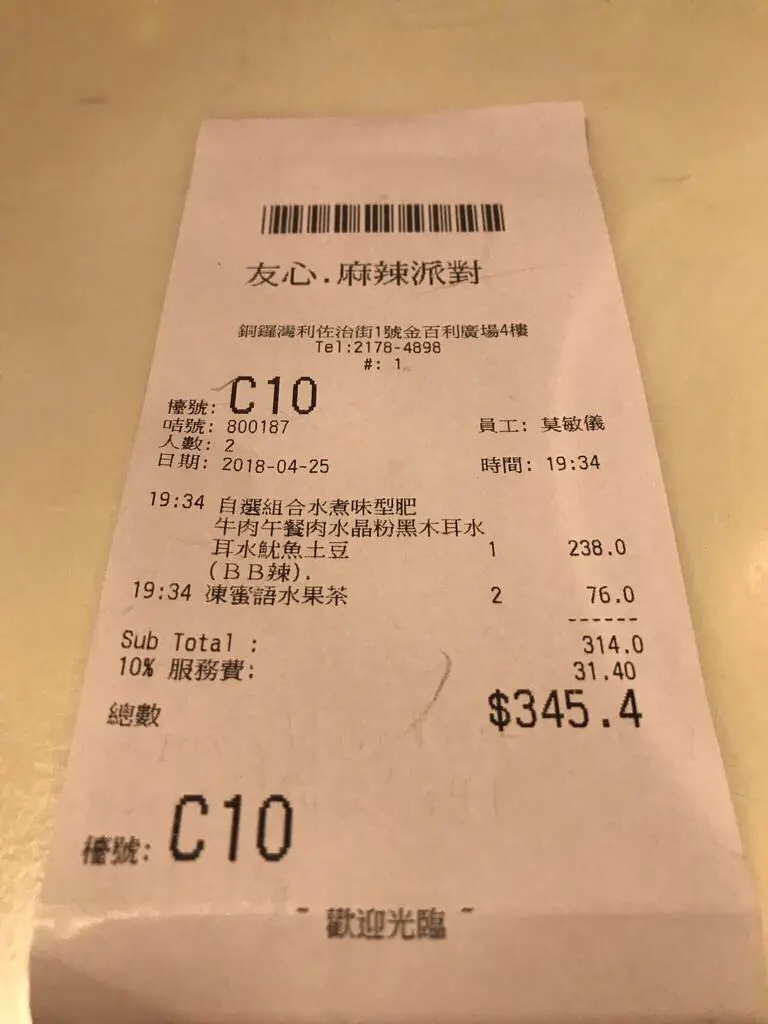 友心.麻辣派對
銅鑼灣利佐治街1號金百利廣場4樓
Tel:2178-4898
#: 1
檯號: C10
咭號: 800187 員工: 莫敏儀
人數: 2
日期: 2018-04-25 時間: 19:34
19:34 自選組合水煮味型肥
牛肉午餐肉水晶粉黑木耳水
耳水魷魚土豆 1 238.0
(BB辣).
19:34 凍蜜語水果茶 2 76.0
------
Sub Total : 314.0
10% 服務費: 31.40
總數 $345.4
檯號: C10
~ 歡迎光臨 ~